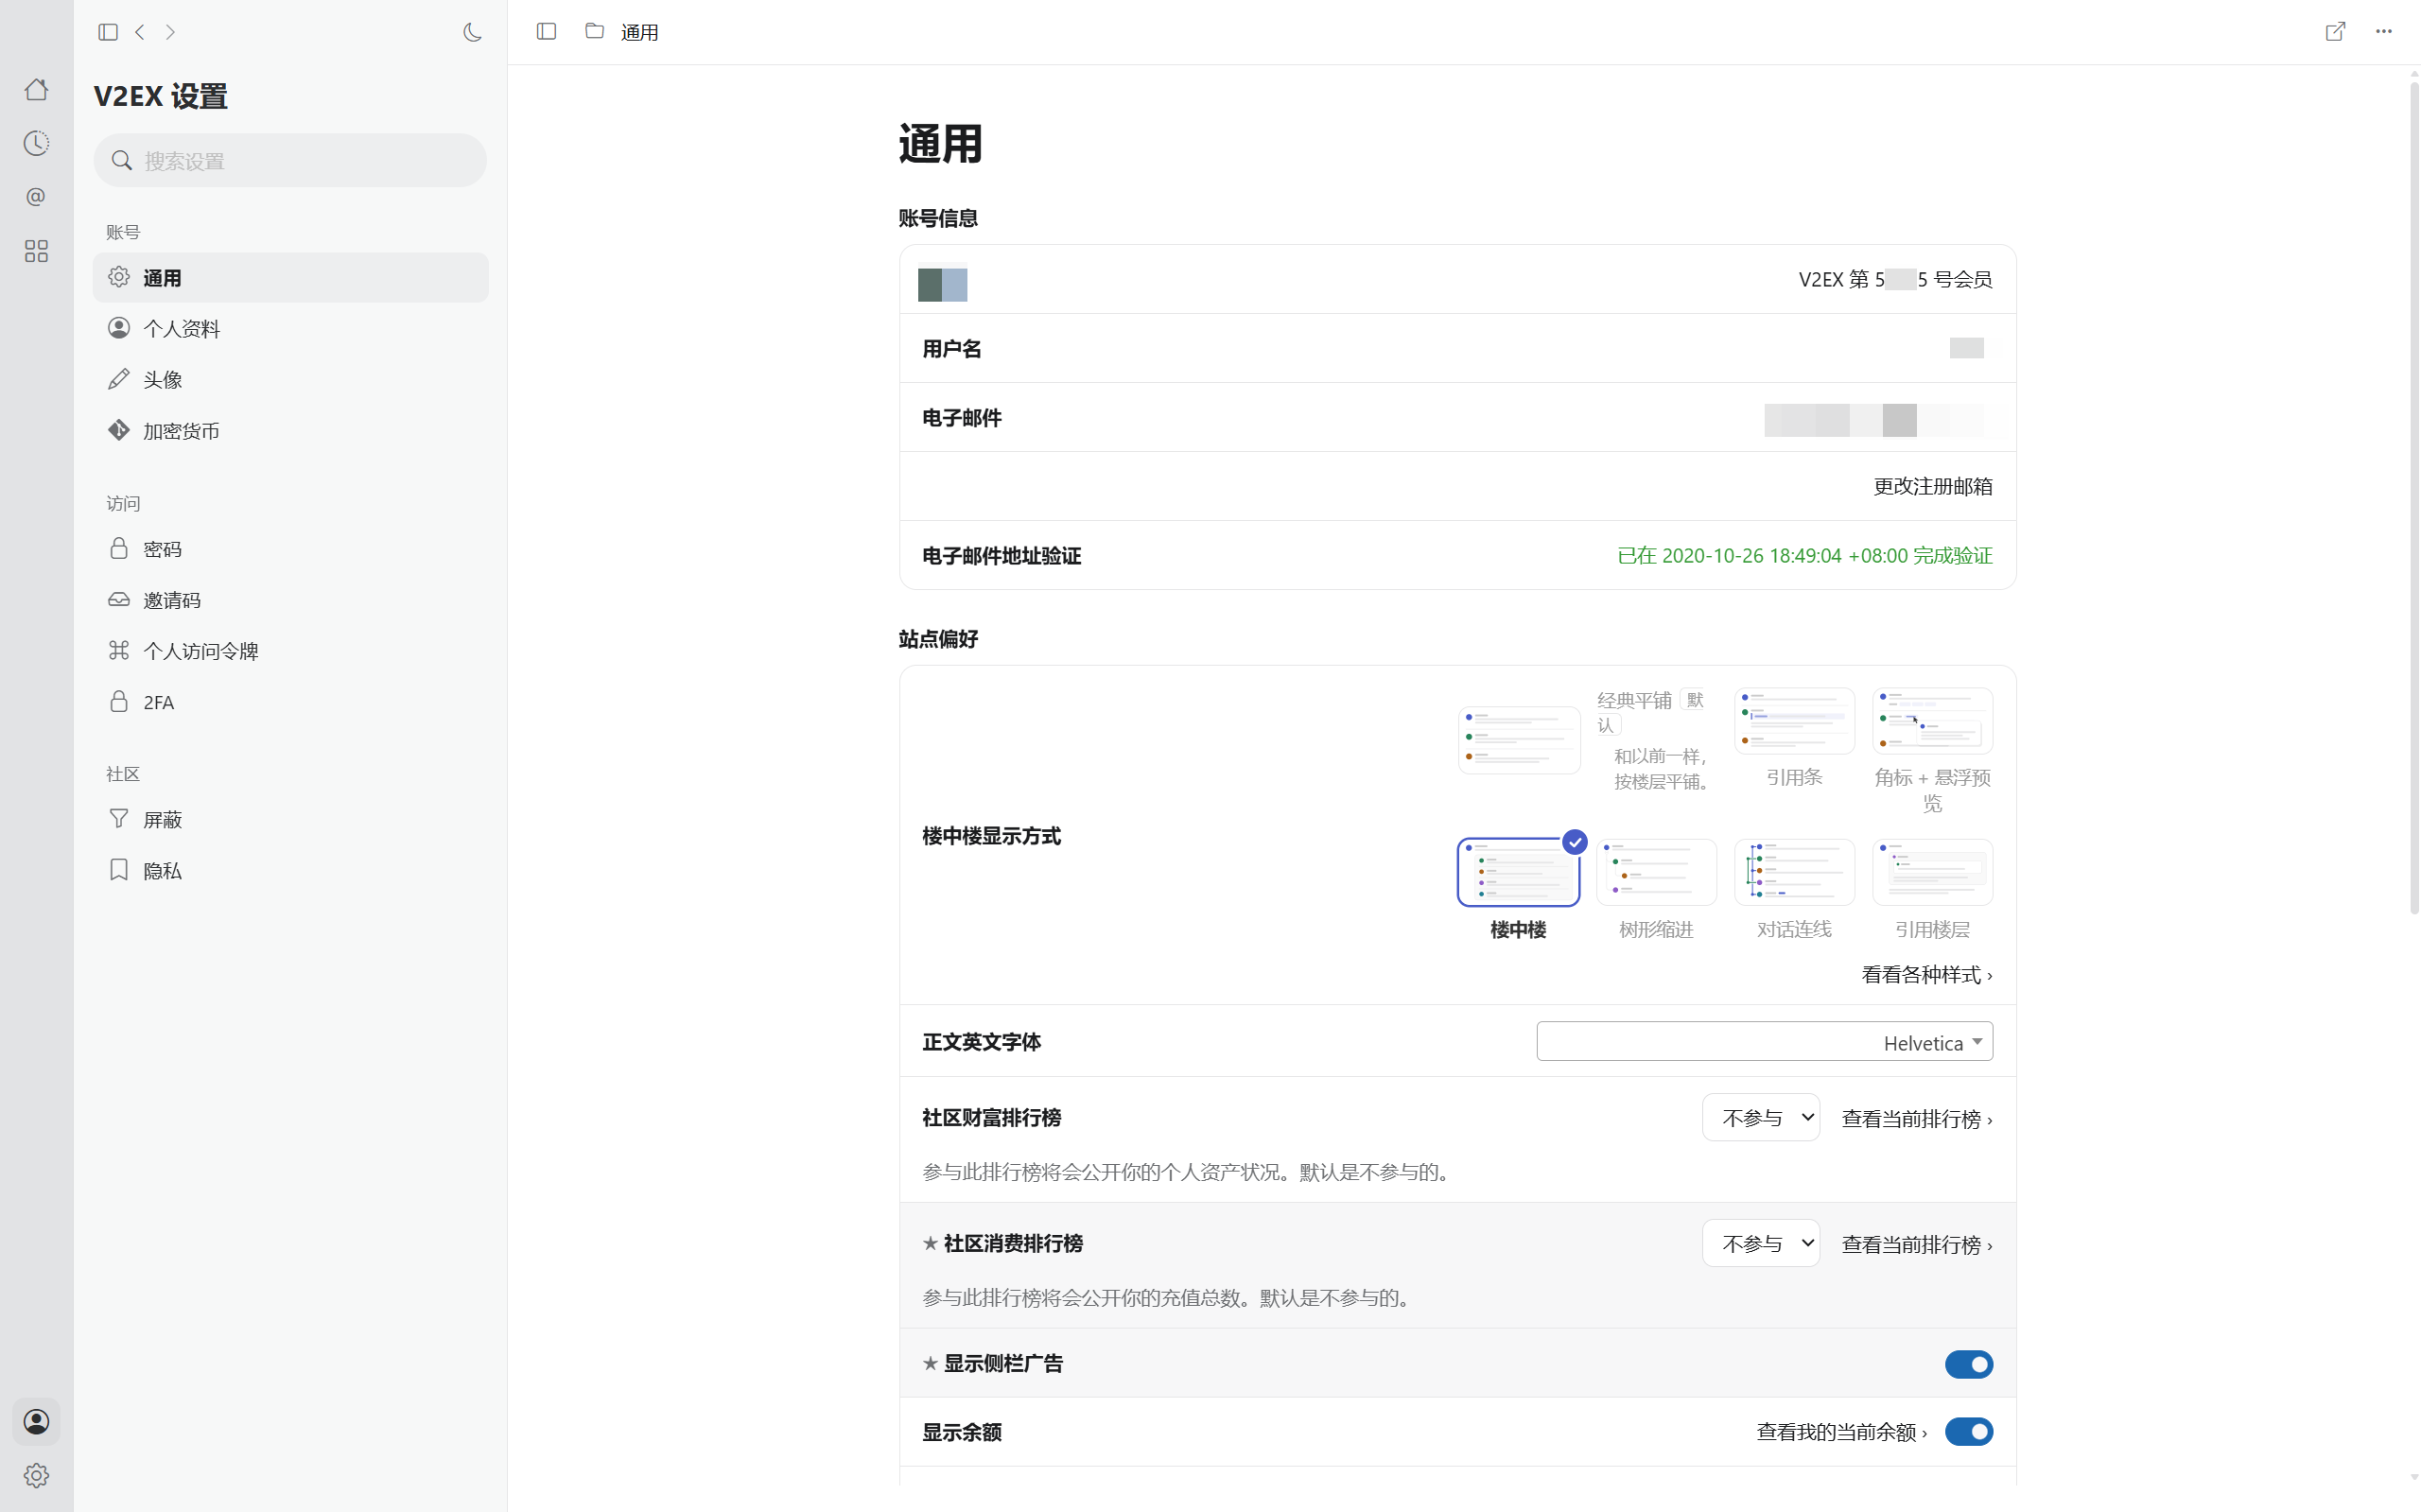 通用
V2EX 设置
搜索设置
账号
通用
个人资料
头像
加密货币
访问
密码
邀请码
个人访问令牌
2FA
社区
屏蔽
隐私
通用
账号信息
V2EX 第 5 5 号会员
用户名
电子邮件
更改注册邮箱
电子邮件地址验证
已在 2020-10-26 18:49:04 +08:00 完成验证
站点偏好
楼中楼显示方式
经典平铺 默
认
和以前一样，
按楼层平铺。
引用条
角标 + 悬浮预
览
楼中楼
树形缩进
对话连线
引用楼层
看看各种样式 ›
正文英文字体
Helvetica
社区财富排行榜
不参与
查看当前排行榜 ›
参与此排行榜将会公开你的个人资产状况。默认是不参与的。
★ 社区消费排行榜
不参与
查看当前排行榜 ›
参与此排行榜将会公开你的充值总数。默认是不参与的。
★ 显示侧栏广告
显示余额
查看我的当前余额 ›